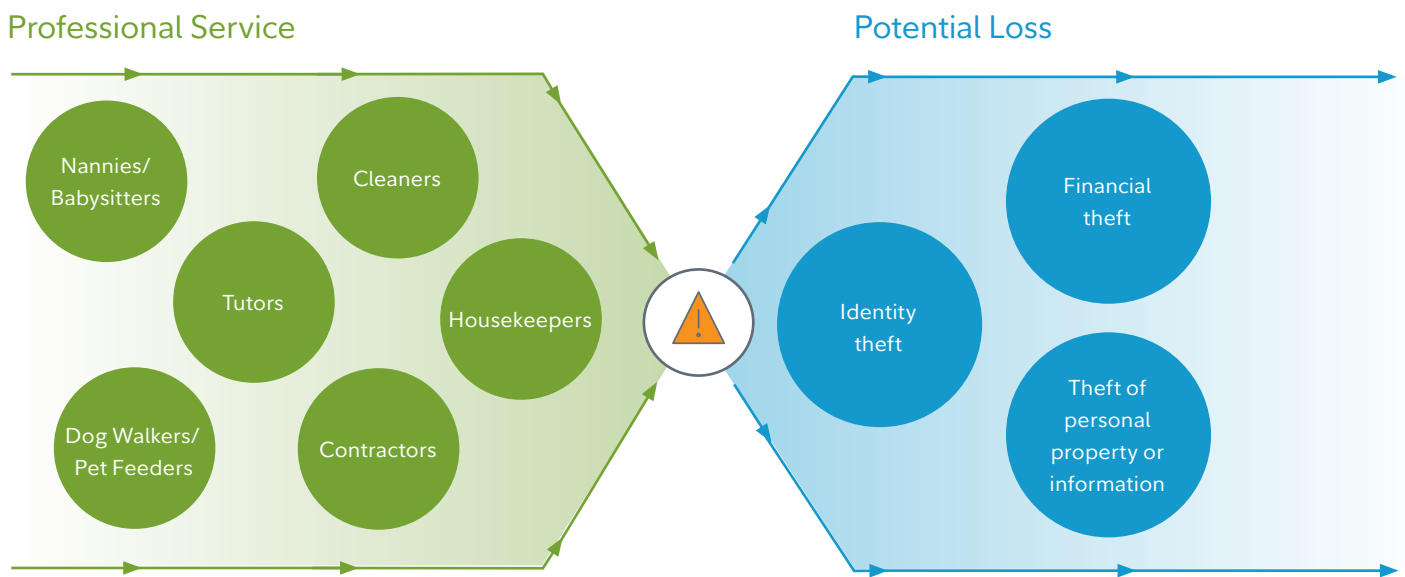 Professional Service
Potential Loss
Nannies/
Babysitters
Cleaners
Tutors
Housekeepers
Dog Walkers/
Pet Feeders
Contractors
!
Identity
theft
Financial
theft
Theft of
personal
property or
information